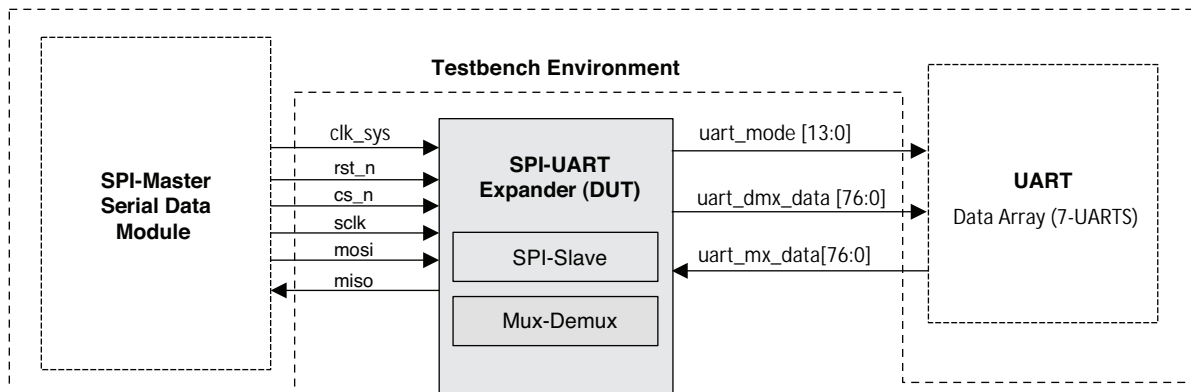 Testbench Environment
SPI-Master
Serial Data
Module
clk_sys
rst_n
cs_n
sclk
mosi
miso
SPI-UART
Expander (DUT)
SPI-Slave
Mux-Demux
uart_mode [13:0]
uart_dmx_data [76:0]
uart_mx_data[76:0]
UART
Data Array (7-UARTS)